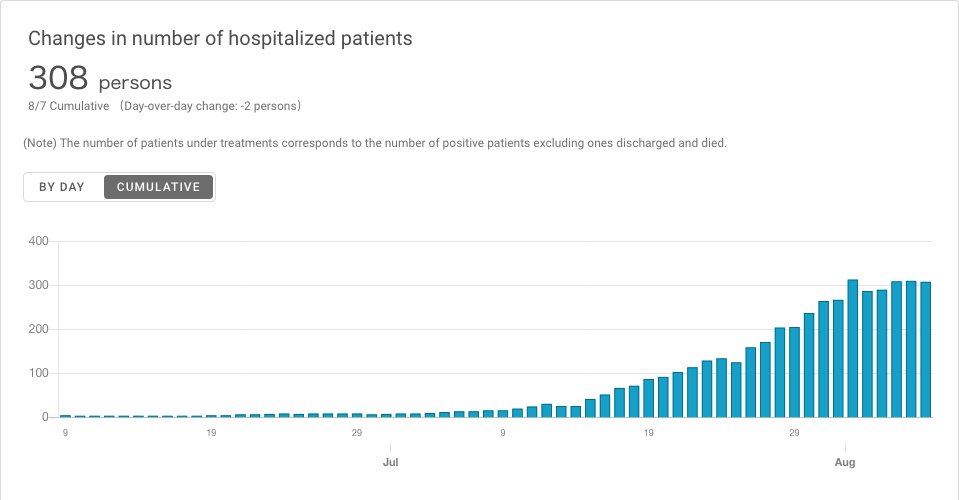 Changes in number of hospitalized patients
308 persons
8/7 Cumulative (Day-over-day change: -2 persons)
(Note) The number of patients under treatments corresponds to the number of positive patients excluding ones discharged and died.
BY DAY CUMULATIVE
400
300
200
100
0
9 19 29 9 19 29
Jul Aug